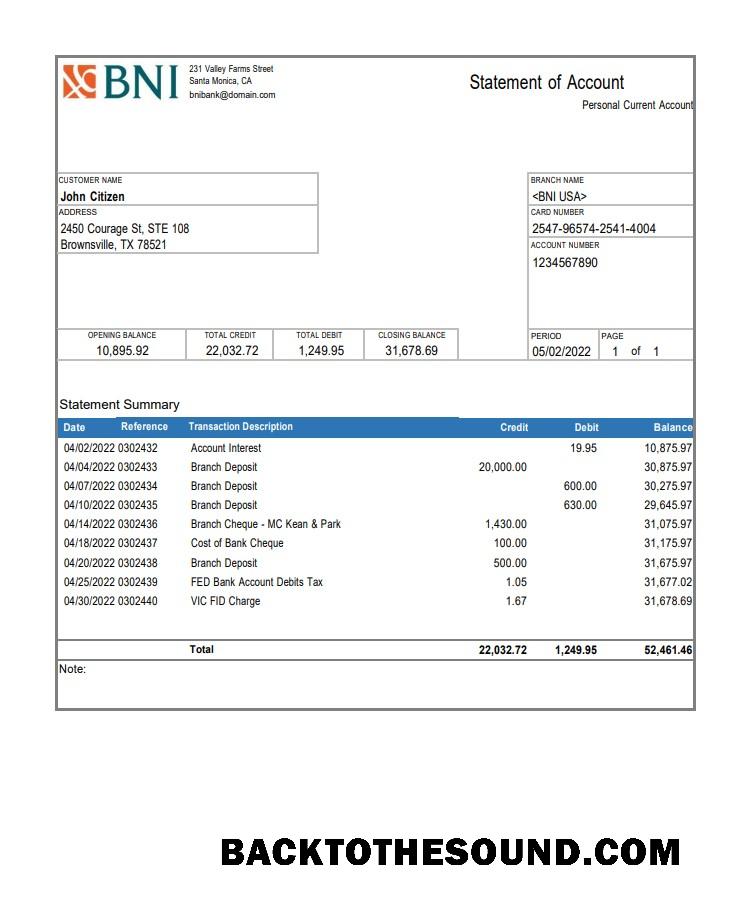 BNI
231 Valley Farms Street
Santa Monica, CA
bnibank@domain.com
Statement of Account
Personal Current Account
CUSTOMER NAME
John Citizen
ADDRESS
2450 Courage St, STE 108
Brownsville, TX 78521
BRANCH NAME
<BNI USA>
CARD NUMBER
2547-96574-2541-4004
ACCOUNT NUMBER
1234567890
OPENING BALANCE TOTAL CREDIT TOTAL DEBIT CLOSING BALANCE PERIOD PAGE
10,895.92 22,032.72 1,249.95 31,678.69 05/02/2022 1 of 1
Statement Summary
Date Reference Transaction Description Credit Debit Balance
04/02/2022 0302432 Account Interest 19.95 10,875.97
04/04/2022 0302433 Branch Deposit 20,000.00 30,875.97
04/07/2022 0302434 Branch Deposit 600.00 30,275.97
04/10/2022 0302435 Branch Deposit 630.00 29,645.97
04/14/2022 0302436 Branch Cheque - MC Kean & Park 1,430.00 31,075.97
04/18/2022 0302437 Cost of Bank Cheque 100.00 31,175.97
04/20/2022 0302438 Branch Deposit 500.00 31,675.97
04/25/2022 0302439 FED Bank Account Debits Tax 1.05 31,677.02
04/30/2022 0302440 VIC FID Charge 1.67 31,678.69
Total 22,032.72 1,249.95 52,461.46
Note:
BACKTOTHESOUND.COM